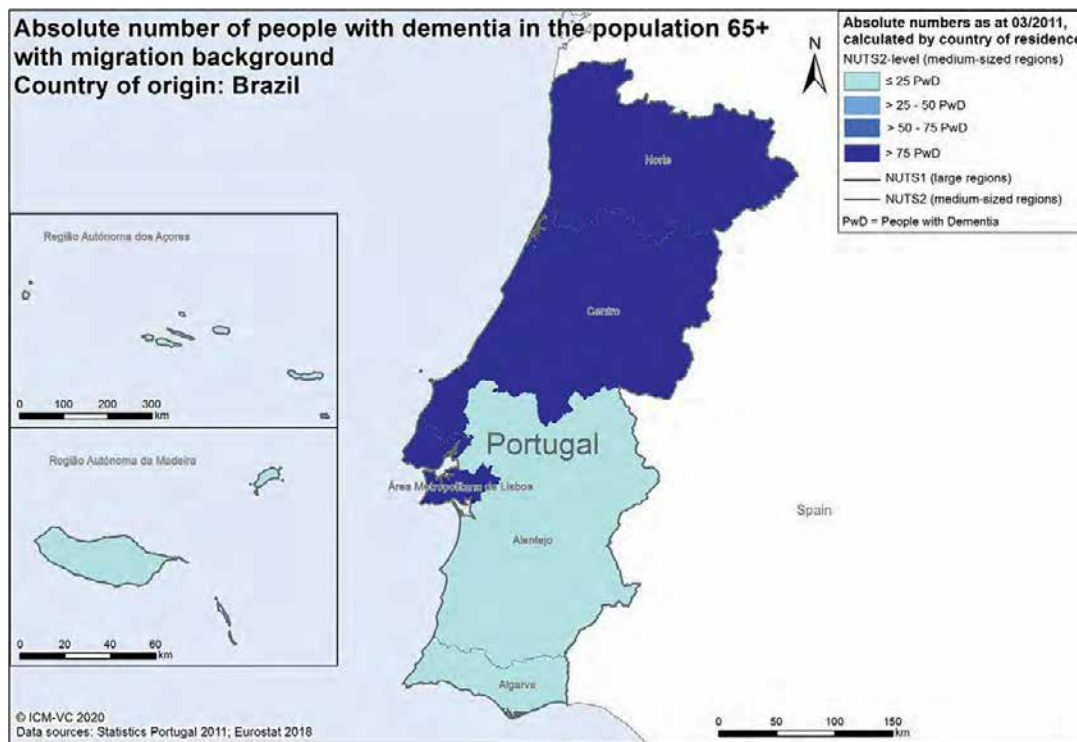 Absolute number of people with dementia in the population 65+
with migration background
Country of origin: Brazil
N
Absolute numbers as at 03/2011,
calculated by country of residence
NUTS2-level (medium-sized regions)
≤ 25 PwD
> 25 - 50 PwD
> 50 - 75 PwD
> 75 PwD
NUTS1 (large regions)
NUTS2 (medium-sized regions)
PwD = People with Dementia
Norte
Região Autónoma dos Açores
Centro
0 100 200 300
km
Portugal
Região Autónoma da Madeira
Área Metropolitana de Lisboa
Spain
Alentejo
0 20 40 60
km
Algarve
© ICM-VC 2020
Data sources: Statistics Portugal 2011; Eurostat 2018
0 50 100 150
km